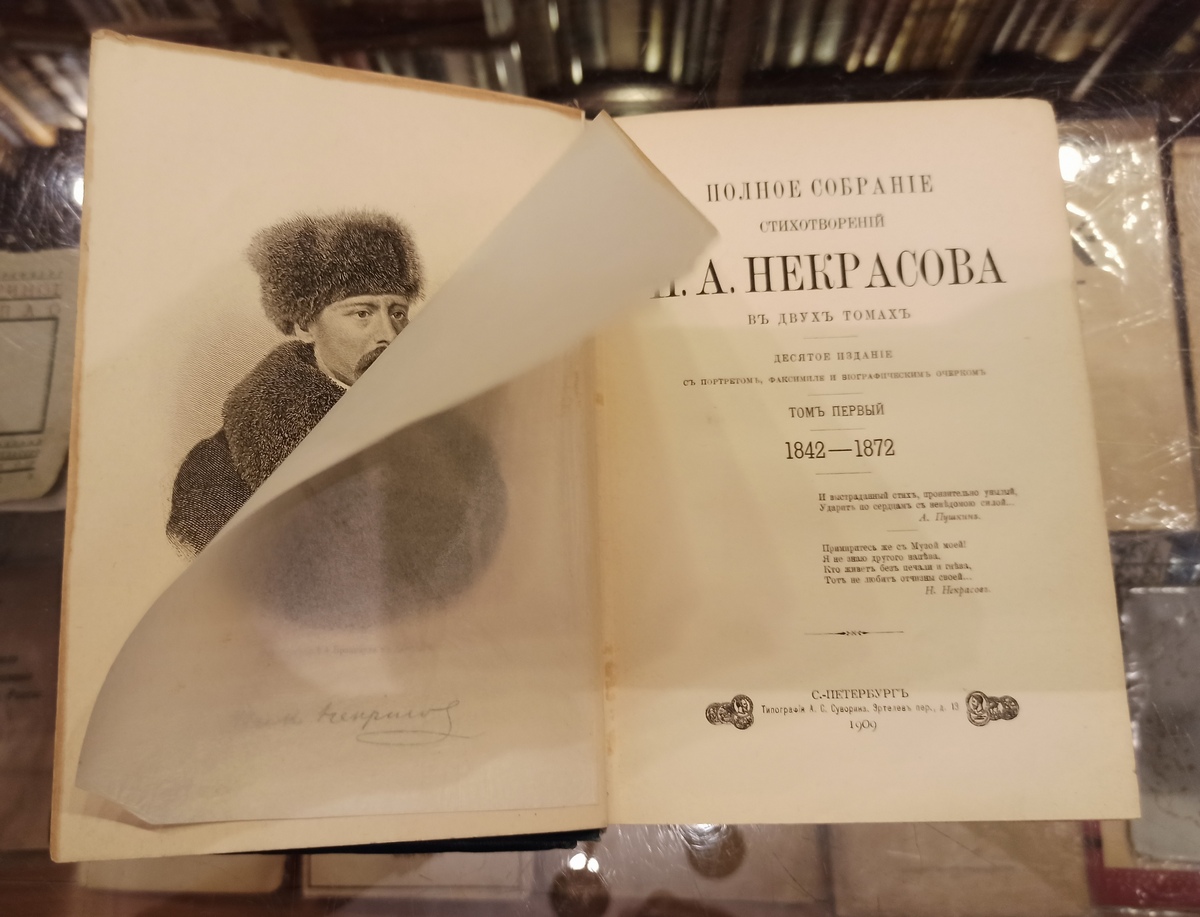 ПОЛНОЕ СОБРАНІЕ
СТИХОТВОРЕНІЙ
Н. А. НЕКРАСОВА
ВЪ ДВУХЪ ТОМАХЪ
ДЕСЯТОЕ ИЗДАНІЕ
СЪ ПОРТРЕТОМЪ, ФАКСИМИЛЕ И БІОГРАФИЧЕСКИМЪ ОЧЕРКОМЪ
ТОМЪ ПЕРВЫЙ
1842—1872
И выстраданный стихъ, пронзительно унылый,
Ударитъ по сердцамъ съ невѣдомою силой...
А. Пушкинъ.
Примиритесь же съ Музой моей!
Я не знаю другого напѣва.
Кто живетъ безъ печали и гнѣва,
Тотъ не любитъ отчизны своей...
Н. Некрасовъ.
С.-ПЕТЕРБУРГЪ
Типографія А. С. Суворина. Эртелевъ пер., д. 13
1909
Некрасов